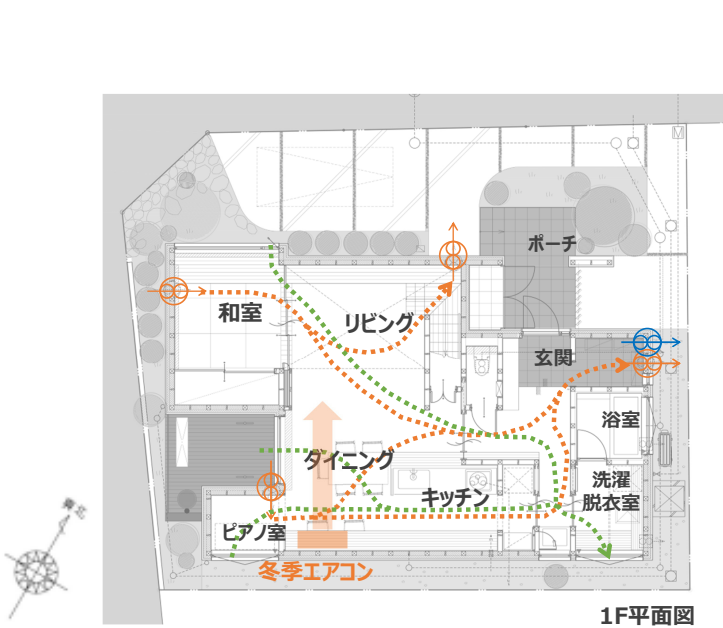 ポーチ
和室
リビング
玄関
浴室
ダイニング
キッチン
洗濯
脱衣室
ピアノ室
冬季エアコン
真北
1F平面図